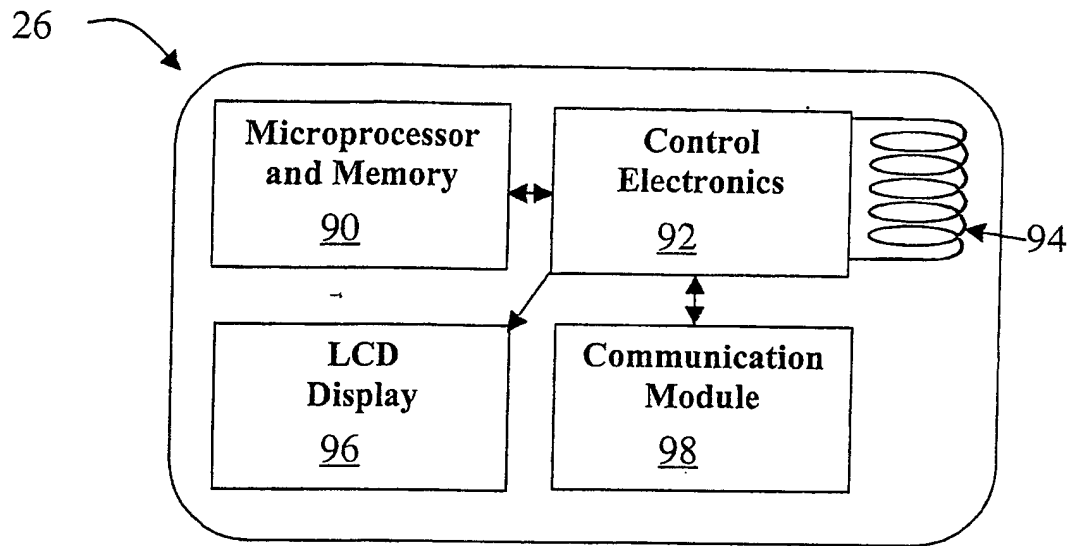 26
Microprocessor
and Memory
90
Control
Electronics
92
94
LCD
Display
96
Communication
Module
98